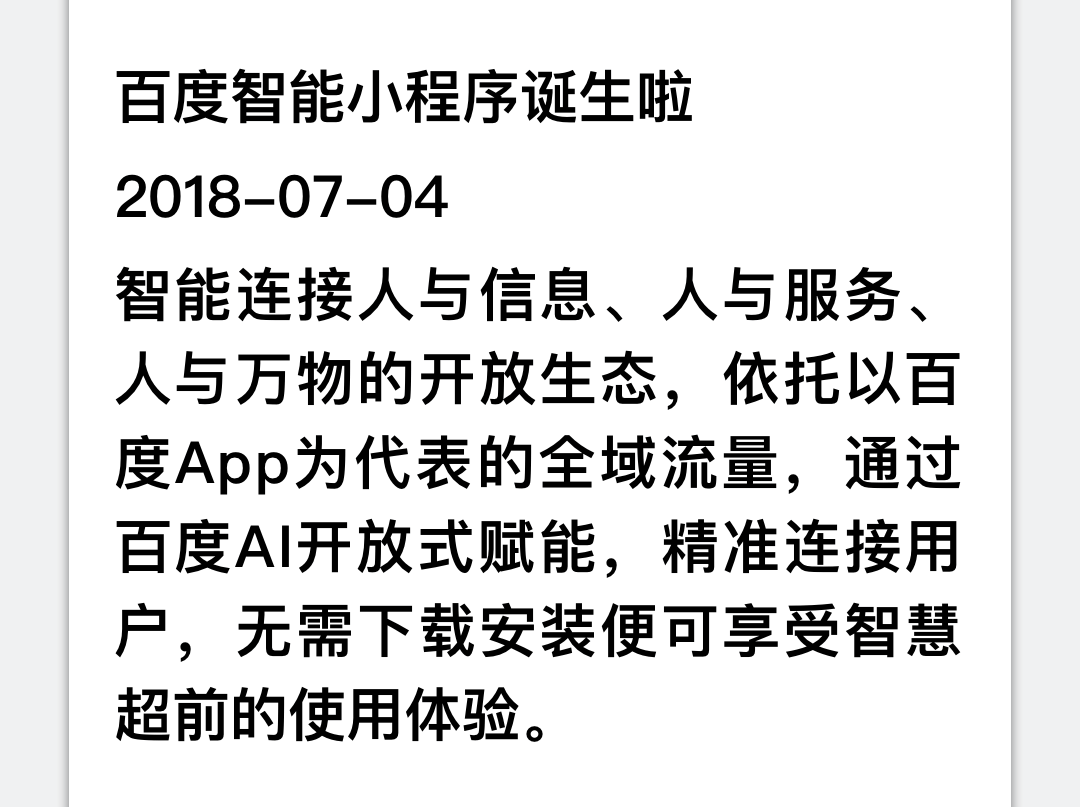 百度智能小程序诞生啦
2018-07-04
智能连接人与信息、人与服务、
人与万物的开放生态，依托以百
度App为代表的全域流量，通过
百度AI开放式赋能，精准连接用
户，无需下载安装便可享受智慧
超前的使用体验。